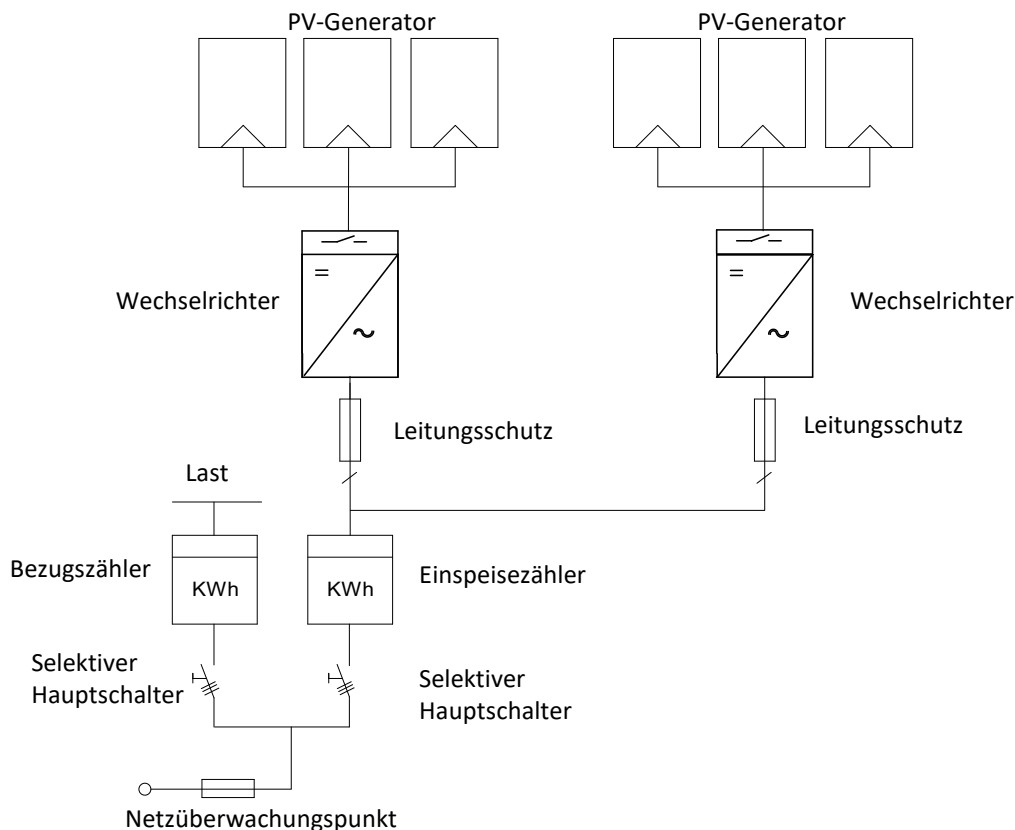 PV-Generator
PV-Generator
=
~
=
~
Wechselrichter
Wechselrichter
Leitungsschutz
Leitungsschutz
Last
Bezugszähler
KWh
KWh
Einspeisezähler
Selektiver
Hauptschalter
Selektiver
Hauptschalter
Netzüberwachungspunkt